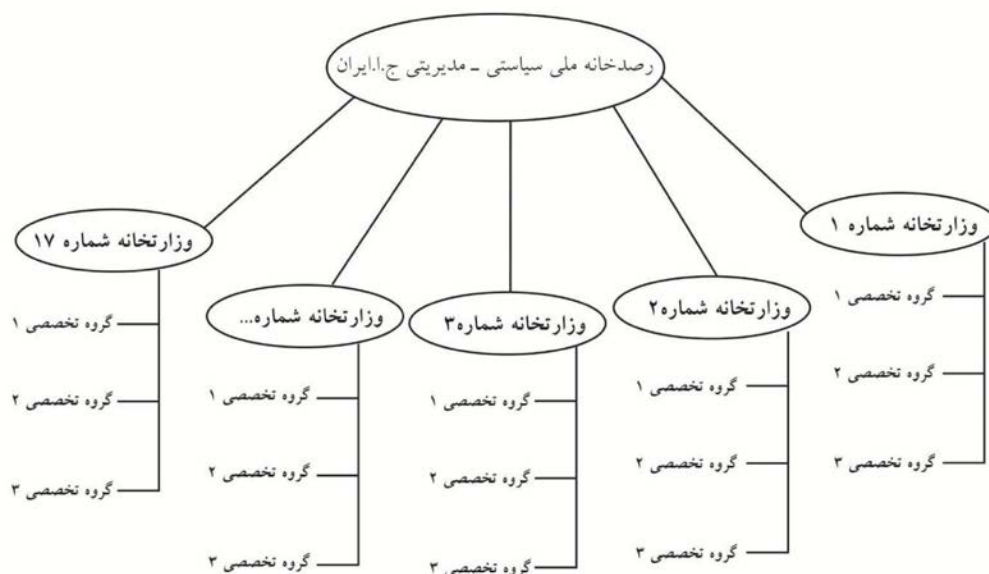 رصدخانه ملی سیاستی ـ مدیریتی ج.ا.ایران
وزارتخانه شماره ۱
گروه تخصصی ۱
گروه تخصصی ۲
گروه تخصصی ۳
وزارتخانه شماره۲
گروه تخصصی ۱
گروه تخصصی ۲
گروه تخصصی ۳
وزارتخانه شماره۳
گروه تخصصی ۱
گروه تخصصی ۲
گروه تخصصی ۳
وزارتخانه شماره...
گروه تخصصی ۱
گروه تخصصی ۲
گروه تخصصی ۳
وزارتخانه شماره ۱۷
گروه تخصصی ۱
گروه تخصصی ۲
گروه تخصصی ۳